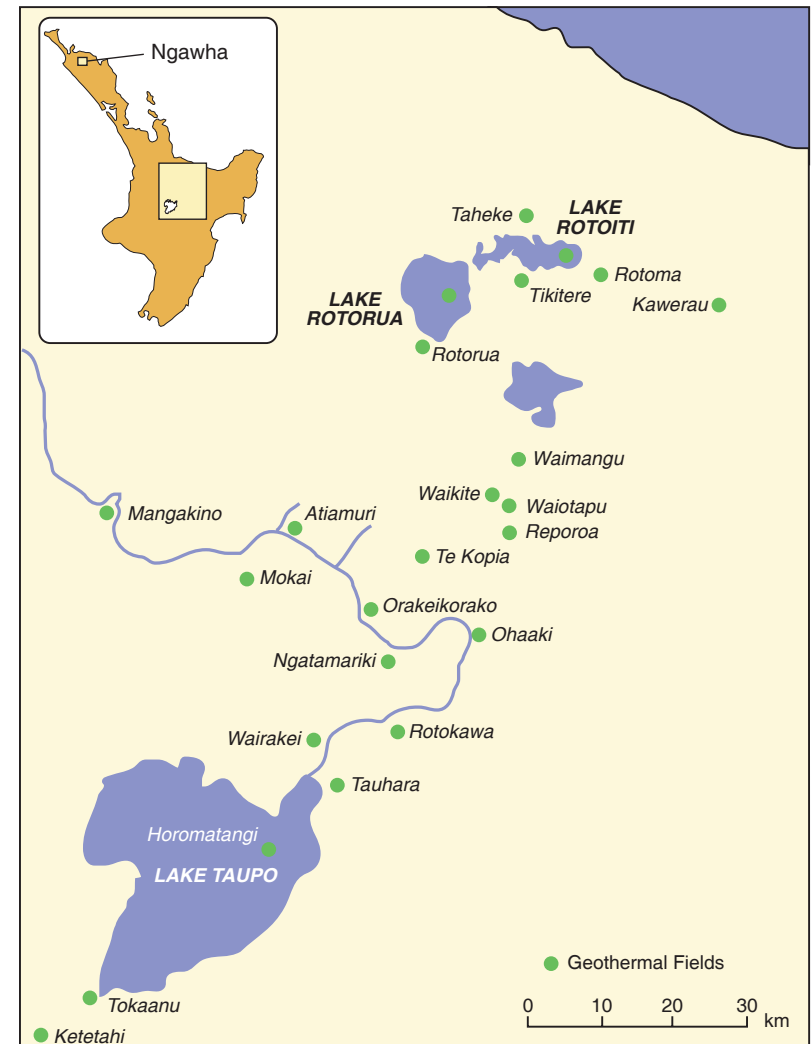 Ngawha
Taheke
LAKE
ROTOITI
Rotoma
Tikitere
Kawerau
LAKE
ROTORUA
Rotorua
Waimangu
Waikite
Waiotapu
Mangakino
Atiamuri
Reporoa
Te Kopia
Mokai
Orakeikorako
Ohaaki
Ngatamariki
Rotokawa
Wairakei
Tauhara
Horomatangi
LAKE TAUPO
Geothermal Fields
Tokaanu
0 10 20 30
km
Ketetahi